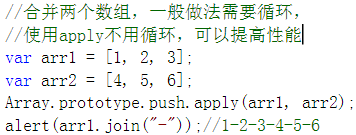 //合并两个数组，一般做法需要循环，
//使用apply不用循环，可以提高性能
var arr1 = [1, 2, 3];
var arr2 = [4, 5, 6];
Array.prototype.push.apply(arr1, arr2);
alert(arr1.join("-"));//1-2-3-4-5-6